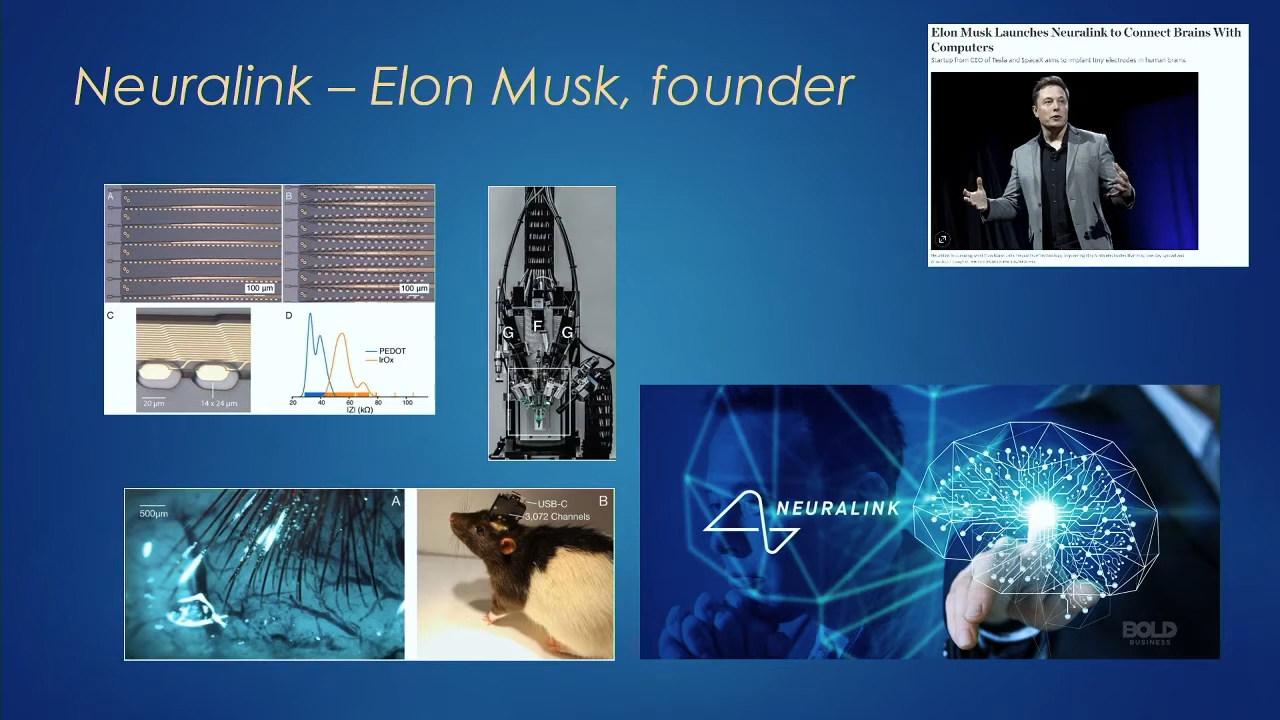 Neuralink – Elon Musk, founder
Elon Musk Launches Neuralink to Connect Brains With
Computers
Startup from CEO of Tesla and SpaceX aims to implant tiny electrodes in human brains
A
100 µm
B
100 µm
C
20 µm
14 x 24 µm
D
PEDOT
IrOx
20 40 60 80 100
|Z| (kΩ)
G F G
500µm
A
B
USB-C
3,072 Channels
NEURALINK
BOLD
BUSINESS